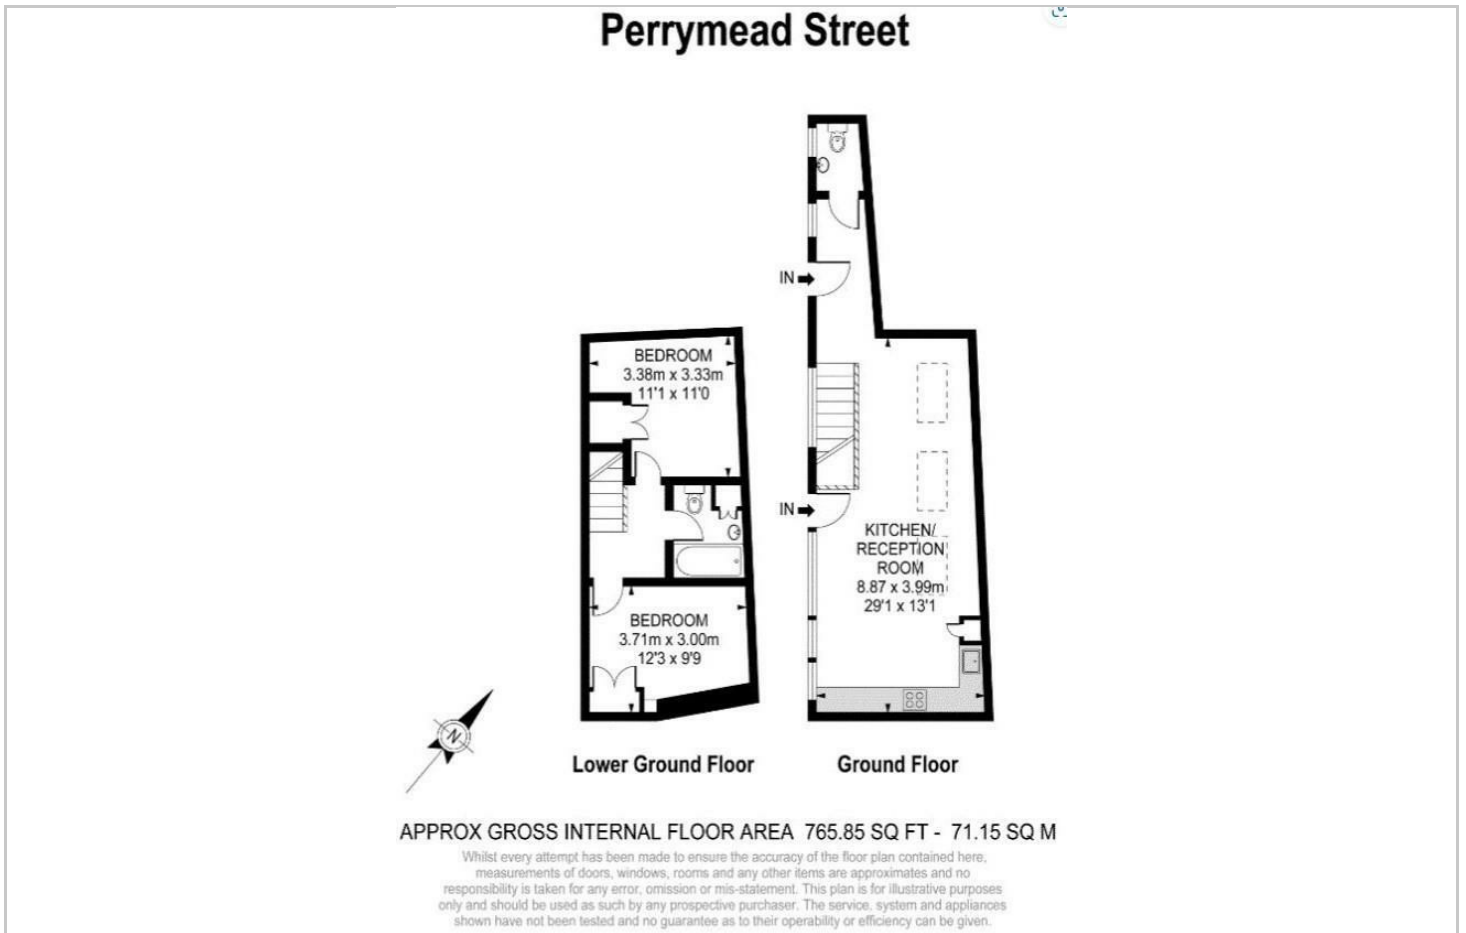 Perrymead Street
IN
IN
BEDROOM
3.38m x 3.33m
11'1 x 11'0
BEDROOM
3.71m x 3.00m
12'3 x 9'9
KITCHEN/
RECEPTION
ROOM
8.87 x 3.99m
29'1 x 13'1
N
Lower Ground Floor
Ground Floor
APPROX GROSS INTERNAL FLOOR AREA 765.85 SQ FT - 71.15 SQ M
Whilst every attempt has been made to ensure the accuracy of the floor plan contained here,
measurements of doors, windows, rooms and any other items are approximates and no
responsibility is taken for any error, omission or mis-statement. This plan is for illustrative purposes
only and should be used as such by any prospective purchaser. The service, system and appliances
shown have not been tested and no guarantee as to their operability or efficiency can be given.